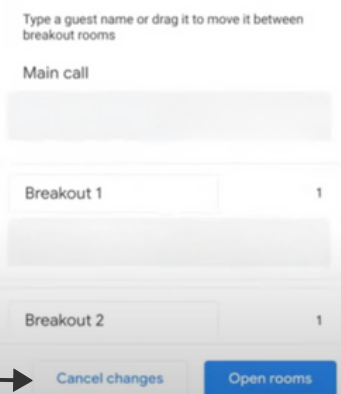 Type a guest name or drag it to move it between
breakout rooms
Main call
Breakout 1 1
Breakout 2 1
Cancel changes Open rooms